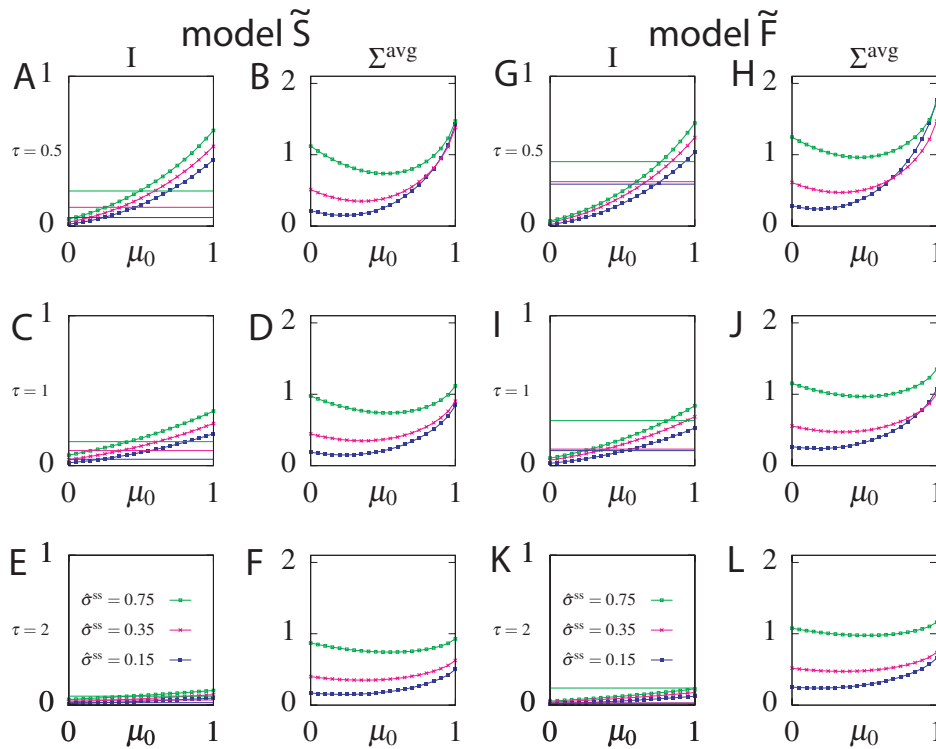 model S̃ model F̃
A I B Σ^avg G I H Σ^avg
1 2 1 2
τ = 0.5 1 τ = 0.5 1
0 0 0 0
0 μ₀ 1 0 μ₀ 1 0 μ₀ 1 0 μ₀ 1
C 1 D 2 I 1 J 2
τ = 1 1 τ = 1 1
0 0 0 0
0 μ₀ 1 0 μ₀ 1 0 μ₀ 1 0 μ₀ 1
E 1 F 2 K 1 L 2
σ̂^ss = 0.75 σ̂^ss = 0.75
τ = 2 σ̂^ss = 0.35 1 τ = 2 σ̂^ss = 0.35 1
σ̂^ss = 0.15 σ̂^ss = 0.15
0 0 0 0
0 μ₀ 1 0 μ₀ 1 0 μ₀ 1 0 μ₀ 1